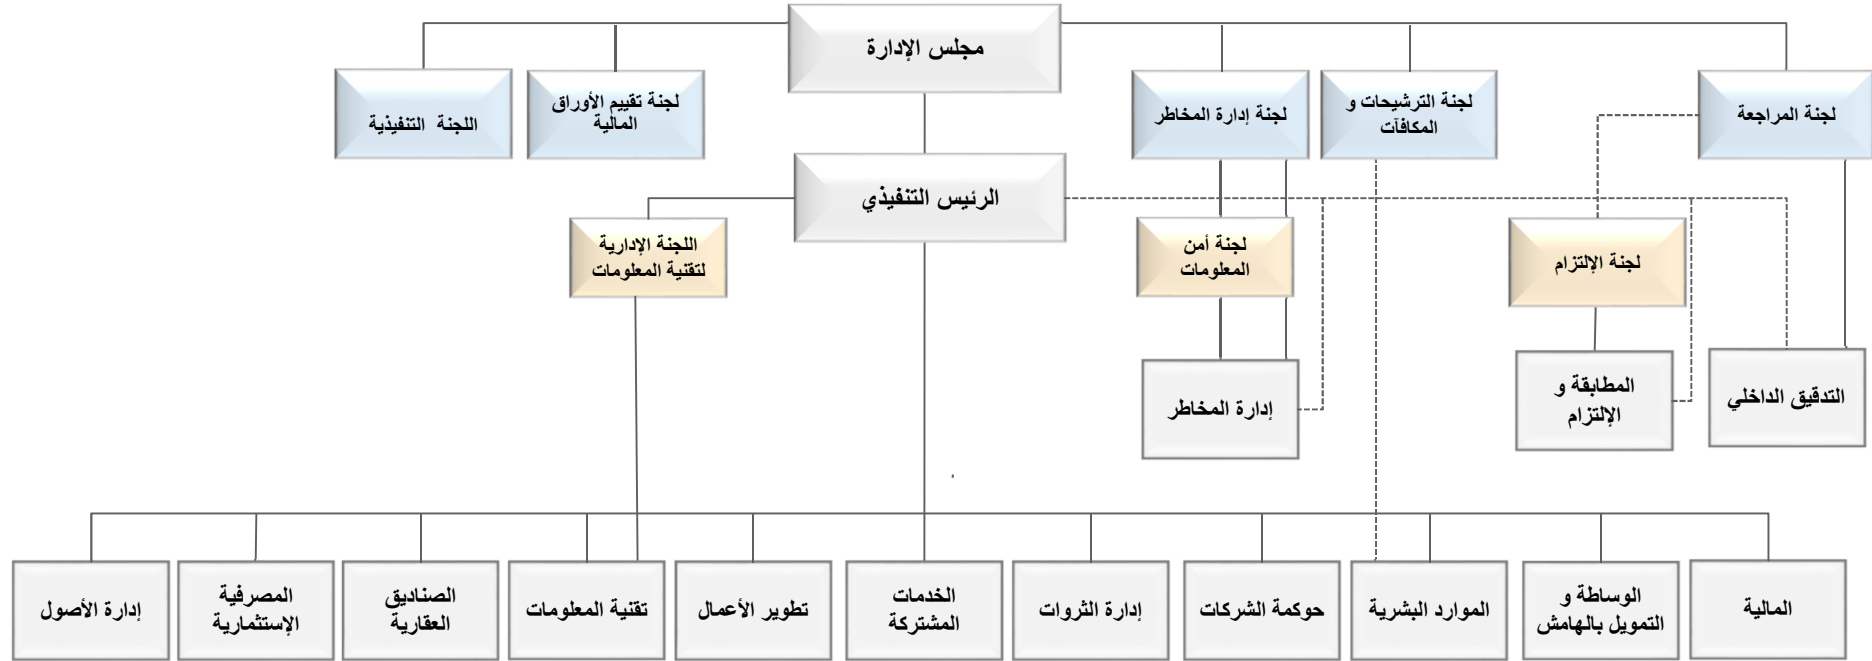 مجلس الإدارة
لجنة المراجعة
لجنة الترشيحات و
المكافآت
لجنة إدارة المخاطر
لجنة تقييم الأوراق
المالية
اللجنة التنفيذية
الرئيس التنفيذي
لجنة الإلتزام
لجنة أمن
المعلومات
اللجنة الإدارية
لتقنية المعلومات
التدقيق الداخلي
المطابقة و
الإلتزام
إدارة المخاطر
المالية
الوساطة و
التمويل بالهامش
الموارد البشرية
حوكمة الشركات
إدارة الثروات
الخدمات
المشتركة
تطوير الأعمال
تقنية المعلومات
الصناديق
العقارية
المصرفية
الإستثمارية
إدارة الأصول